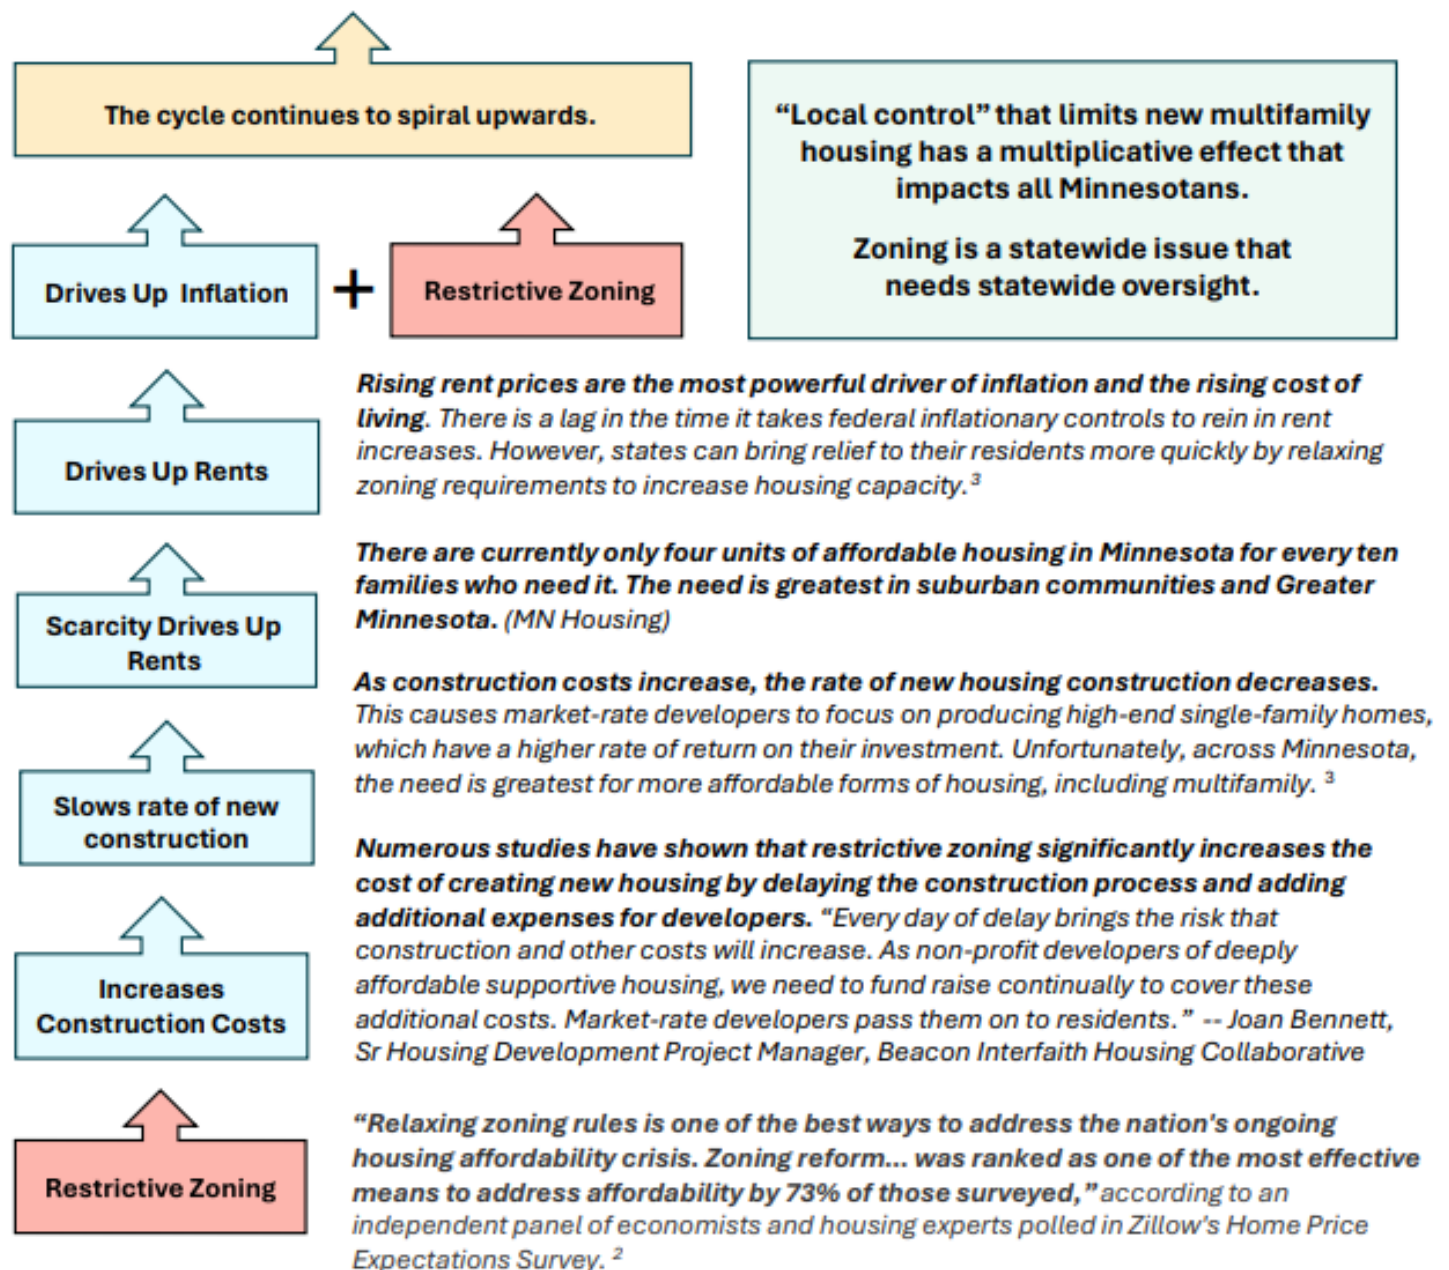 The cycle continues to spiral upwards.
“Local control” that limits new multifamily
housing has a multiplicative effect that
impacts all Minnesotans.
Zoning is a statewide issue that
needs statewide oversight.
Drives Up Inflation
+
Restrictive Zoning
Drives Up Rents
Rising rent prices are the most powerful driver of inflation and the rising cost of
living. There is a lag in the time it takes federal inflationary controls to rein in rent
increases. However, states can bring relief to their residents more quickly by relaxing
zoning requirements to increase housing capacity.³
Scarcity Drives Up
Rents
There are currently only four units of affordable housing in Minnesota for every ten
families who need it. The need is greatest in suburban communities and Greater
Minnesota. (MN Housing)
Slows rate of new
construction
As construction costs increase, the rate of new housing construction decreases.
This causes market-rate developers to focus on producing high-end single-family homes,
which have a higher rate of return on their investment. Unfortunately, across Minnesota,
the need is greatest for more affordable forms of housing, including multifamily. ³
Increases
Construction Costs
Numerous studies have shown that restrictive zoning significantly increases the
cost of creating new housing by delaying the construction process and adding
additional expenses for developers. “Every day of delay brings the risk that
construction and other costs will increase. As non-profit developers of deeply
affordable supportive housing, we need to fund raise continually to cover these
additional costs. Market-rate developers pass them on to residents.” -- Joan Bennett,
Sr Housing Development Project Manager, Beacon Interfaith Housing Collaborative
Restrictive Zoning
“Relaxing zoning rules is one of the best ways to address the nation's ongoing
housing affordability crisis. Zoning reform... was ranked as one of the most effective
means to address affordability by 73% of those surveyed,” according to an
independent panel of economists and housing experts polled in Zillow's Home Price
Expectations Survey. ²